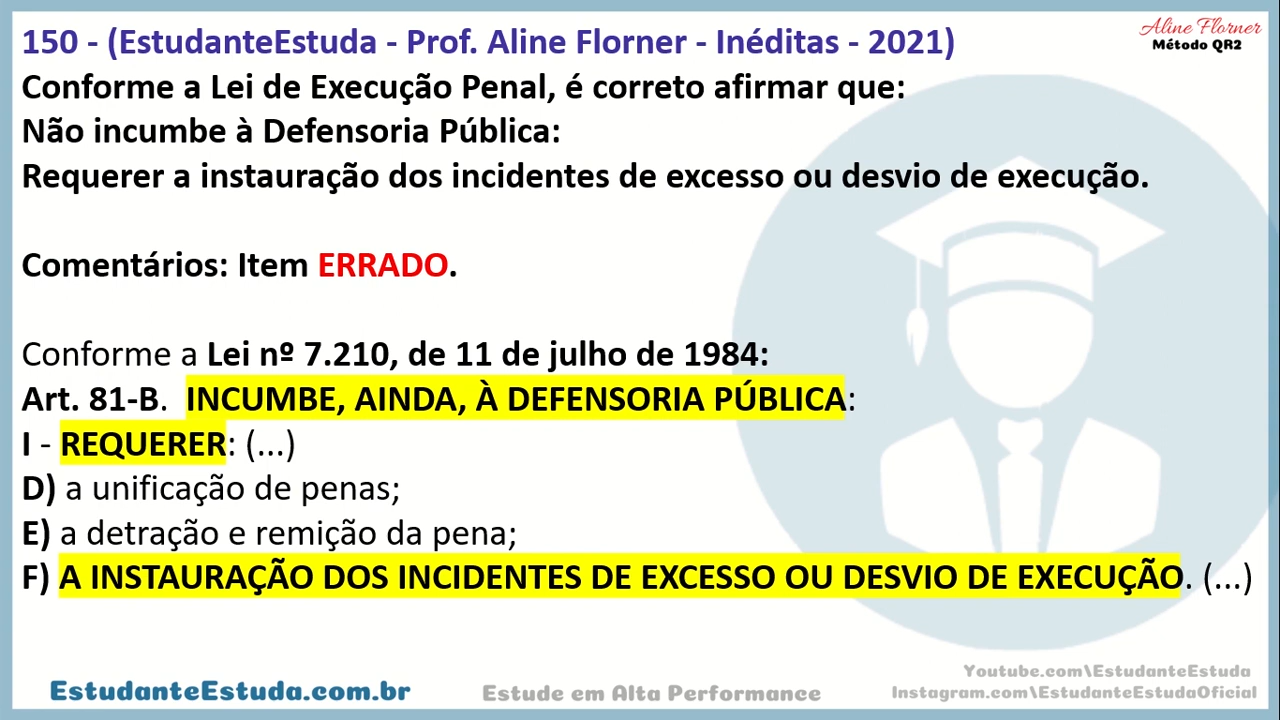 150 - (EstudanteEstuda - Prof. Aline Florner - Inéditas - 2021)
Aline Florner
Método QR2
Conforme a Lei de Execução Penal, é correto afirmar que:
Não incumbe à Defensoria Pública:
Requerer a instauração dos incidentes de excesso ou desvio de execução.
Comentários: Item ERRADO.
Conforme a Lei nº 7.210, de 11 de julho de 1984:
Art. 81-B. INCUMBE, AINDA, À DEFENSORIA PÚBLICA:
I - REQUERER: (...)
D) a unificação de penas;
E) a detração e remição da pena;
F) A INSTAURAÇÃO DOS INCIDENTES DE EXCESSO OU DESVIO DE EXECUÇÃO. (...)
EstudanteEstuda.com.br
Estude em Alta Performance
Youtube.com\EstudanteEstuda
Instagram.com\EstudanteEstudaOficial